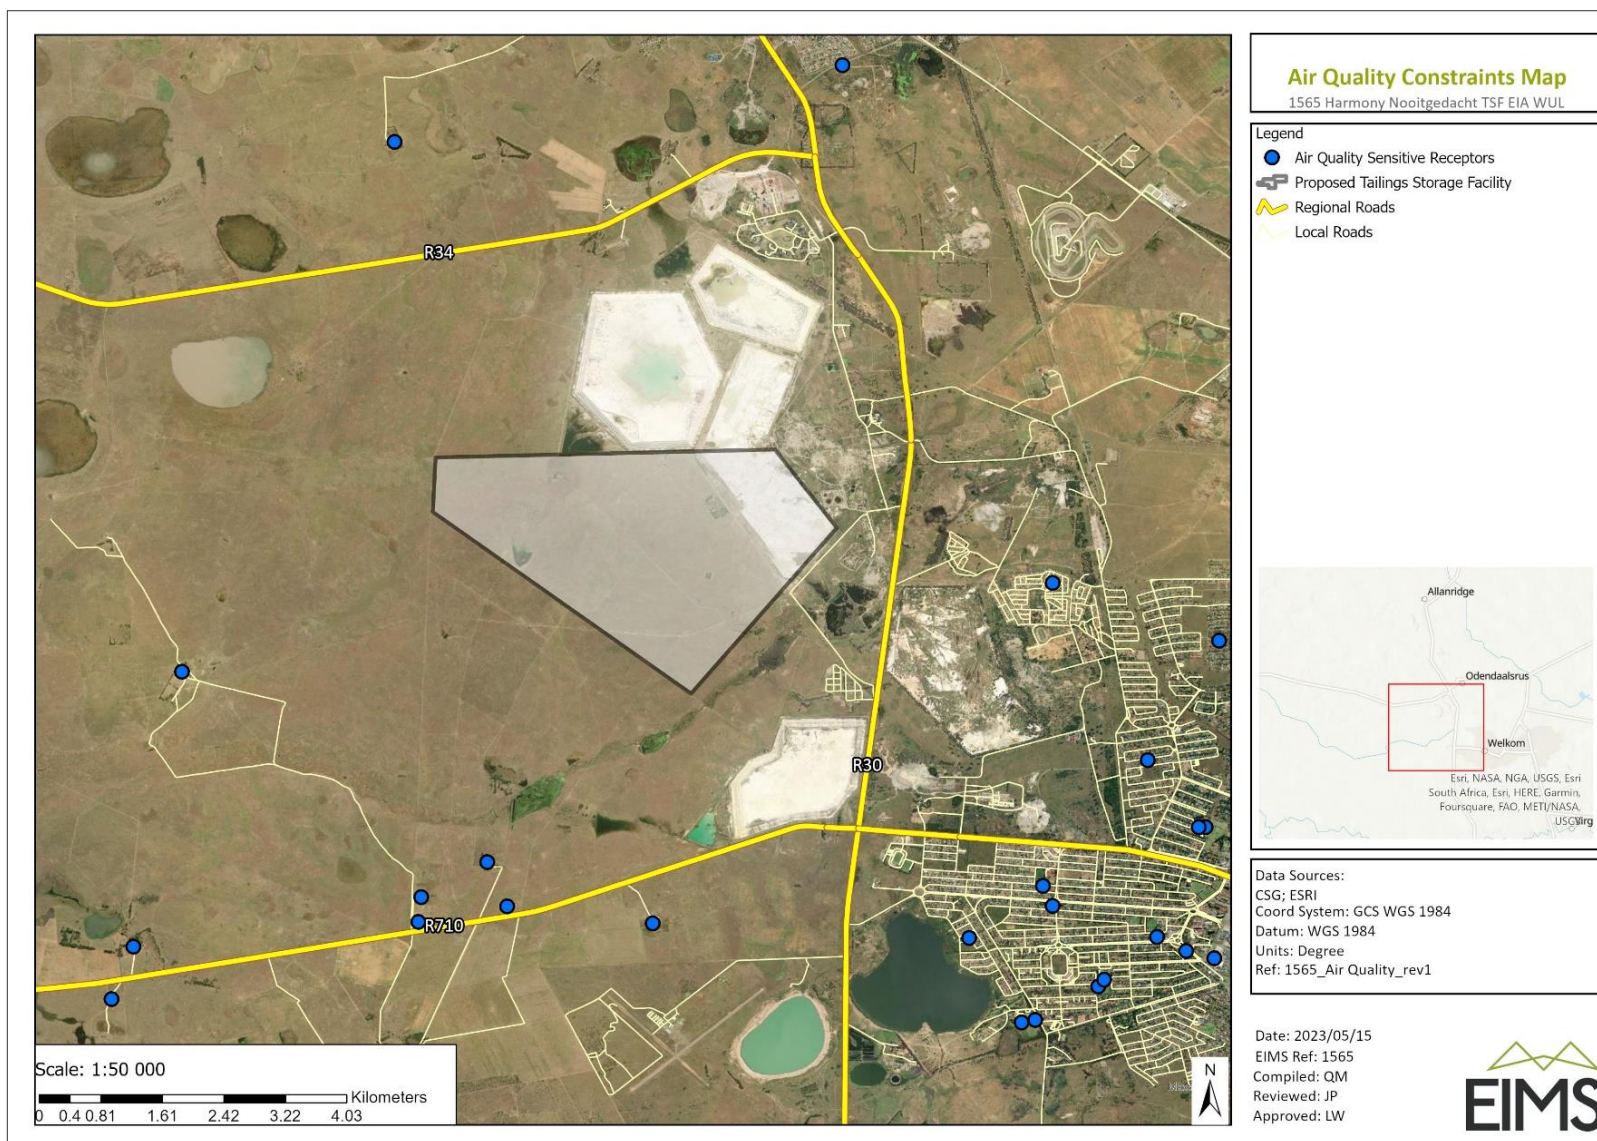 Air Quality Constraints Map
1565 Harmony Nooitgedacht TSF EIA WUL
Legend
Air Quality Sensitive Receptors
Proposed Tailings Storage Facility
Regional Roads
Local Roads
R34
R30
R710
Allanridge
Odendaalsrus
Welkom
Esri, NASA, NGA, USGS, Esri
South Africa, Esri, HERE, Garmin,
Foursquare, FAO, METI/NASA,
USGS
Virg
Data Sources:
CSG; ESRI
Coord System: GCS WGS 1984
Datum: WGS 1984
Units: Degree
Ref: 1565_Air Quality_rev1
Scale: 1:50 000
Kilometers
0 0.4 0.81 1.61 2.42 3.22 4.03
N
Date: 2023/05/15
EIMS Ref: 1565
Compiled: QM
Reviewed: JP
Approved: LW
EIMS